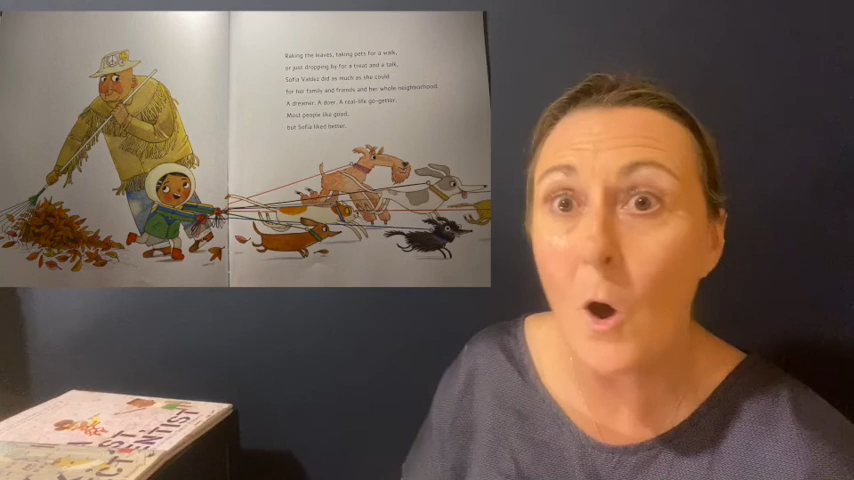 Raking the leaves, taking pets for a walk,
or just dropping by for a treat and a talk,
Sofia Valdez did as much as she could
for her family and friends and her whole neighbourhood.
A dreamer. A doer. A real-life go-getter.
Most people like good,
but Sofia liked better.